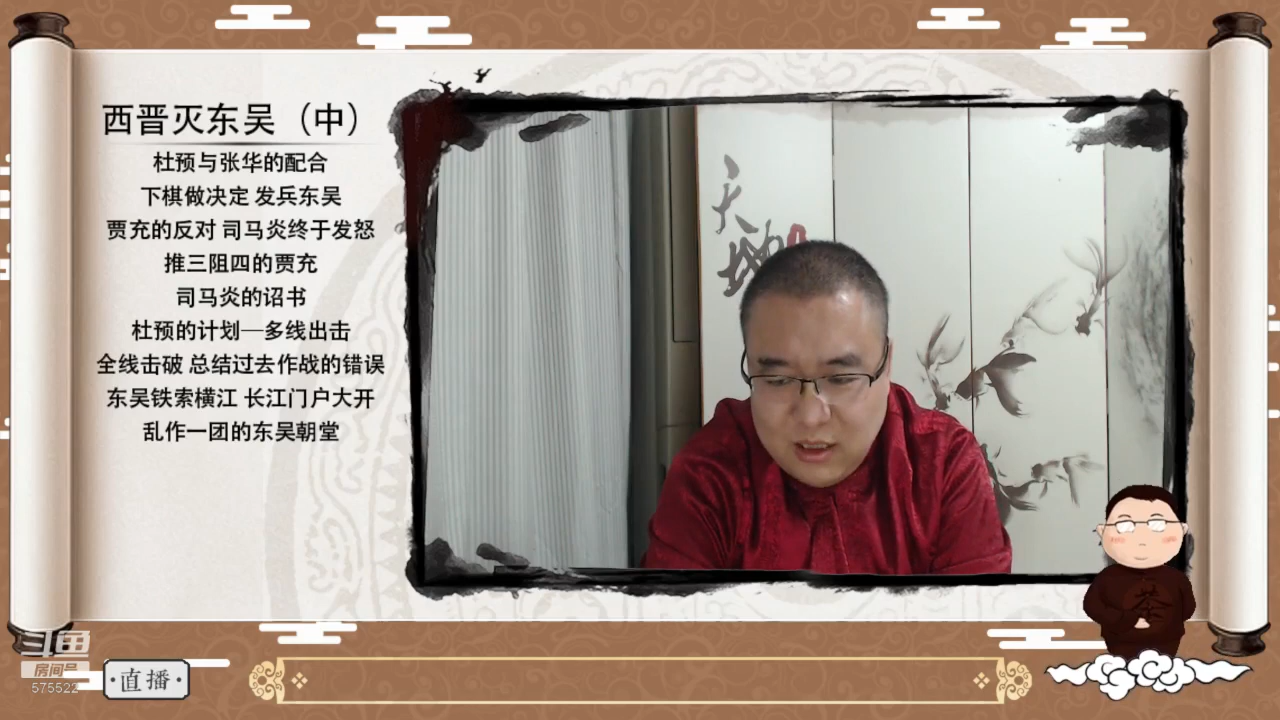 西晋灭东吴（中）
杜预与张华的配合
下棋做决定 发兵东吴
贾充的反对 司马炎终于发怒
推三阻四的贾充
司马炎的诏书
杜预的计划—多线出击
全线击破 总结过去作战的错误
东吴铁索横江 长江门户大开
乱作一团的东吴朝堂
天
斗鱼
房间号
575522
·直播·